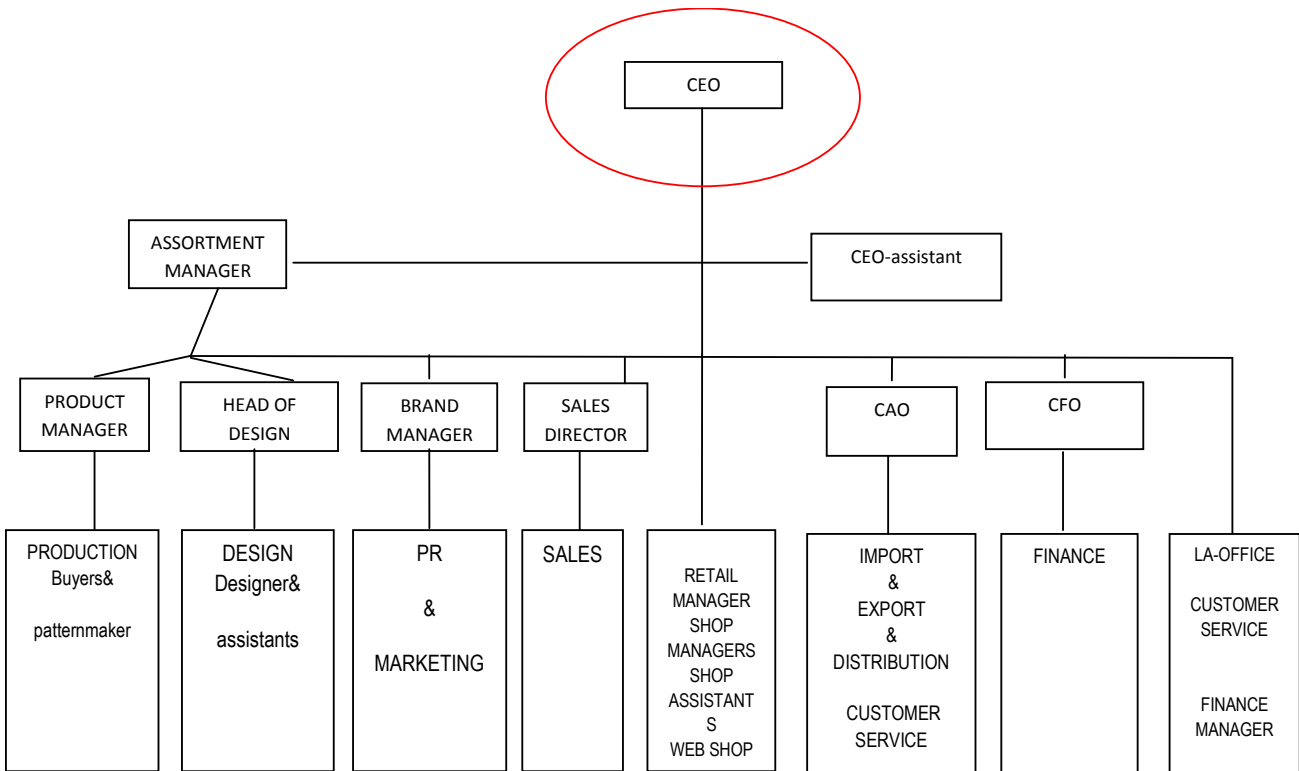 CEO
ASSORTMENT
MANAGER
CEO-assistant
PRODUCT
MANAGER
HEAD OF
DESIGN
BRAND
MANAGER
SALES
DIRECTOR
CAO
CFO
PRODUCTION
Buyers&
patternmaker
DESIGN
Designer&
assistants
PR
&
MARKETING
SALES
RETAIL
MANAGER
SHOP
MANAGERS
SHOP
ASSISTANT
S
WEB SHOP
IMPORT
&
EXPORT
&
DISTRIBUTION
CUSTOMER
SERVICE
FINANCE
LA-OFFICE
CUSTOMER
SERVICE
FINANCE
MANAGER